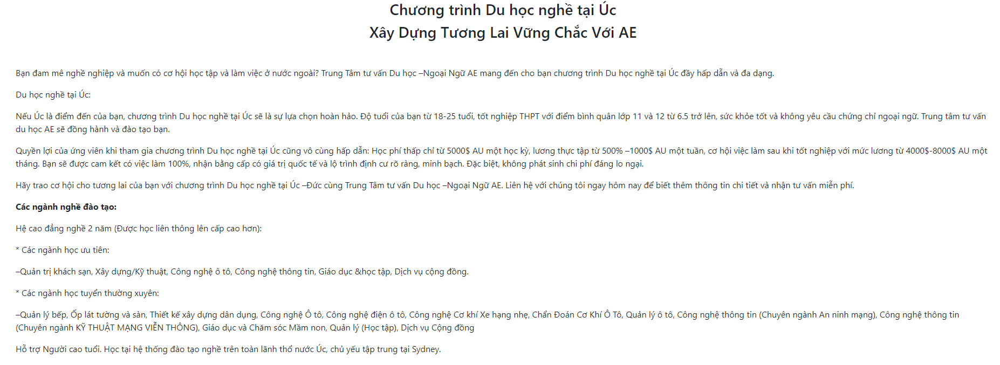 Chương trình Du học nghề tại Úc
Xây Dựng Tương Lai Vững Chắc Với AE
Bạn đam mê nghề nghiệp và muốn có cơ hội học tập và làm việc ở nước ngoài? Trung Tâm tư vấn Du học –Ngoại Ngữ AE mang đến cho bạn chương trình Du học nghề tại Úc đầy hấp dẫn và đa dạng.
Du học nghề tại Úc:
Nếu Úc là điểm đến của bạn, chương trình Du học nghề tại Úc sẽ là sự lựa chọn hoàn hảo. Độ tuổi của bạn từ 18-25 tuổi, tốt nghiệp THPT với điểm bình quân lớp 11 và 12 từ 6.5 trở lên, sức khỏe tốt và không yêu cầu chứng chỉ ngoại ngữ. Trung tâm tư vấn
du học AE sẽ đồng hành và đào tạo bạn.
Quyền lợi của ứng viên khi tham gia chương trình Du học nghề tại Úc cũng vô cùng hấp dẫn: Học phí thấp chỉ từ 5000$ AU một học kỳ, lương thực tập từ 500% –1000$ AU một tuần, cơ hội việc làm sau khi tốt nghiệp với mức lương từ 4000$-8000$ AU một
tháng. Bạn sẽ được cam kết có việc làm 100%, nhận bằng cấp có giá trị quốc tế và lộ trình định cư rõ ràng, minh bạch. Đặc biệt, không phát sinh chi phí đáng lo ngại.
Hãy trao cơ hội cho tương lai của bạn với chương trình Du học nghề tại Úc –Đức cùng Trung Tâm tư vấn Du học –Ngoại Ngữ AE. Liên hệ với chúng tôi ngay hôm nay để biết thêm thông tin chi tiết và nhận tư vấn miễn phí.
Các ngành nghề đào tạo:
Hệ cao đẳng nghề 2 năm (Được học liên thông lên cấp cao hơn):
* Các ngành học ưu tiên:
–Quản trị khách sạn, Xây dựng/Kỹ thuật, Công nghệ ô tô, Công nghệ thông tin, Giáo dục &học tập, Dịch vụ cộng đồng.
* Các ngành học tuyển thường xuyên:
–Quản lý bếp, Ốp lát tường và sàn, Thiết kế xây dựng dân dụng, Công nghệ Ô tô, Công nghệ điện ô tô, Công nghệ Cơ khí Xe hạng nhẹ, Chẩn Đoán Cơ Khí Ô Tô, Quản lý ô tô, Công nghệ thông tin (Chuyên ngành An ninh mạng), Công nghệ thông tin
(Chuyên ngành KỸ THUẬT MẠNG VIỄN THÔNG), Giáo dục và Chăm sóc Mầm non, Quản lý (Học tập), Dịch vụ Cộng đồng
Hỗ trợ Người cao tuổi. Học tại hệ thống đào tạo nghề trên toàn lãnh thổ nước Úc, chủ yếu tập trung tại Sydney.